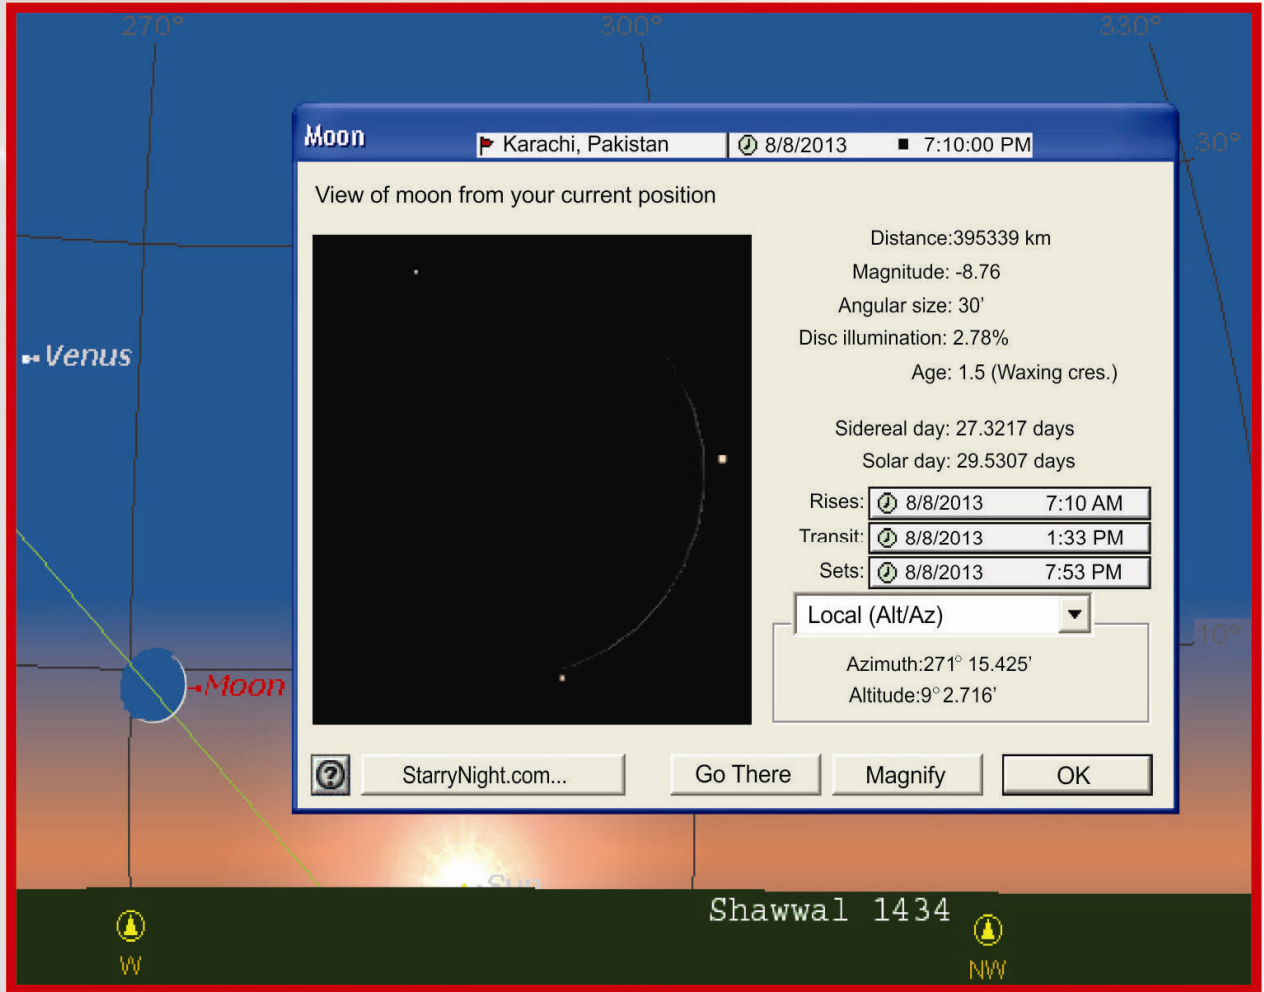 270° 300° 330°
Moon
Karachi, Pakistan 8/8/2013 7:10:00 PM
30°
View of moon from your current position
Distance:395339 km
Magnitude: -8.76
Angular size: 30'
Disc illumination: 2.78%
Age: 1.5 (Waxing cres.)
Venus
Sidereal day: 27.3217 days
Solar day: 29.5307 days
Rises: 8/8/2013 7:10 AM
Transit: 8/8/2013 1:33 PM
Sets: 8/8/2013 7:53 PM
Local (Alt/Az)
10°
Azimuth:271° 15.425'
Altitude:9° 2.716'
Moon
? StarryNight.com... Go There Magnify OK
Sun
Shawwal 1434
W NW